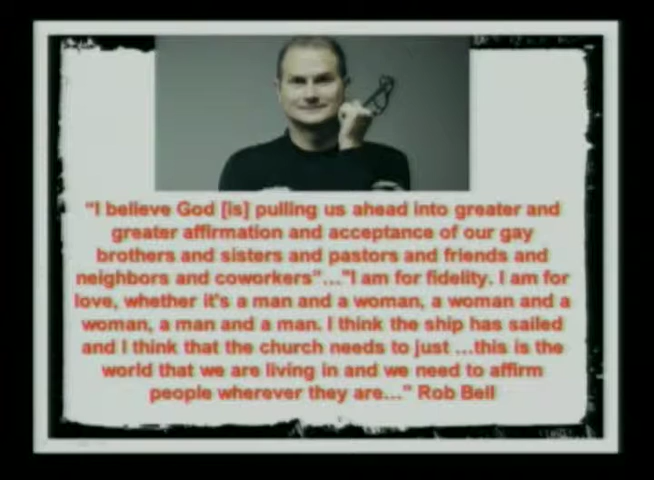 "I believe God [is] pulling us ahead into greater and
greater affirmation and acceptance of our gay
brothers and sisters and pastors and friends and
neighbors and coworkers"..."I am for fidelity. I am for
love, whether it's a man and a woman, a woman and a
woman, a man and a man. I think the ship has sailed
and I think that the church needs to just ...this is the
world that we are living in and we need to affirm
people wherever they are..." Rob Bell